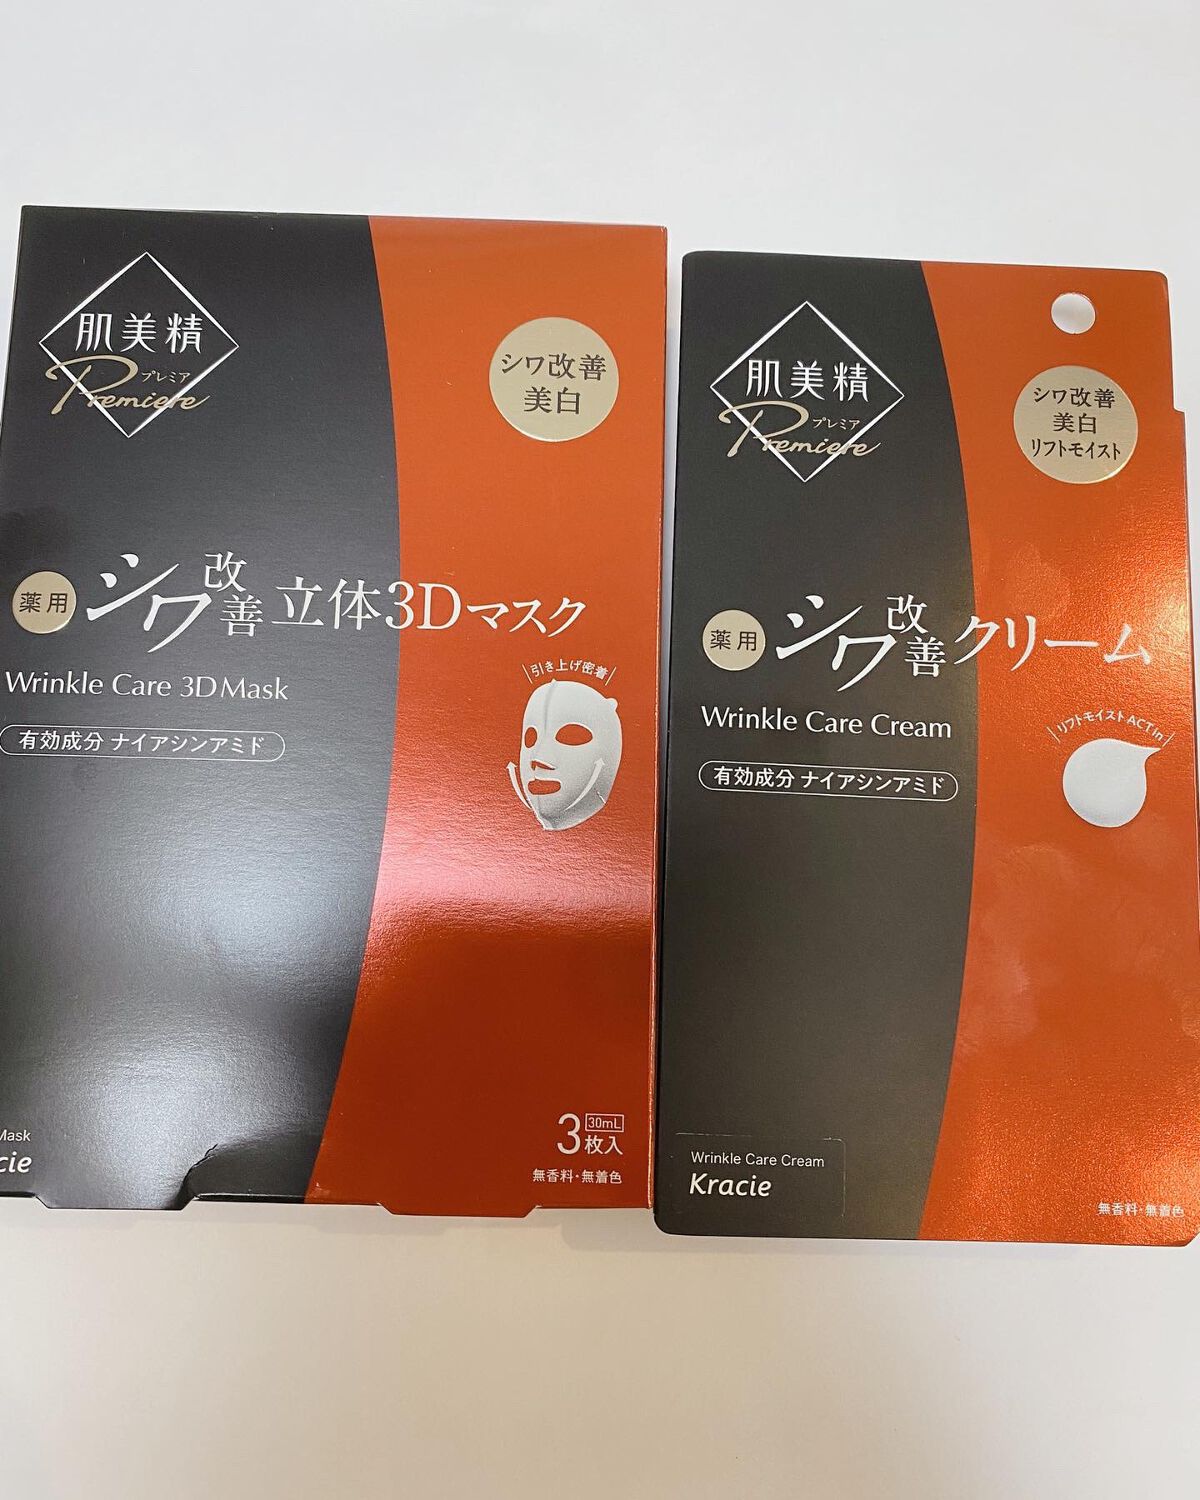 肌美精
プレミア
Premiere
シワ改善
美白
薬用
シワ改善立体3Dマスク
Wrinkle Care 3D Mask
有効成分 ナイアシンアミド
引き上げ密着
3枚入
30mL
無香料・無着色
Mask
cie
肌美精
プレミア
Premiere
シワ改善
美白
リフトモイスト
薬用
シワ改善クリーム
Wrinkle Care Cream
有効成分 ナイアシンアミド
リフトモイストACT in
Wrinkle Care Cream
Kracie
無香料・無着色